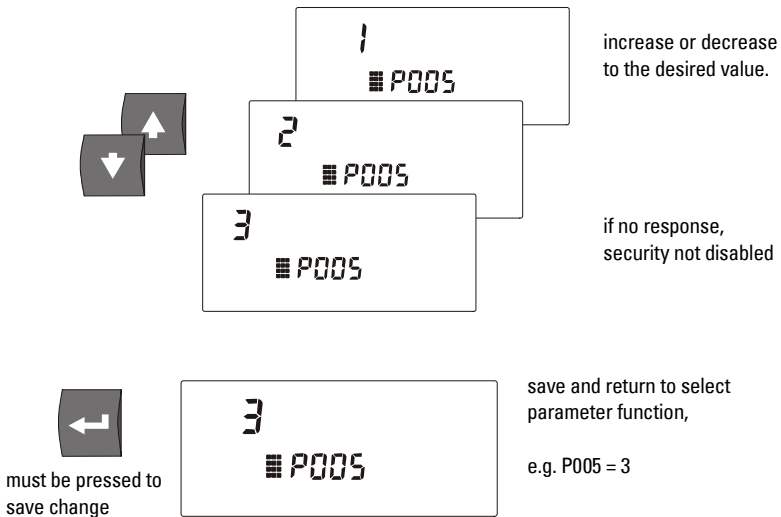 1
P005
increase or decrease
to the desired value.
2
P005
3
P005
if no response,
security not disabled
must be pressed to
save change
3
P005
save and return to select
parameter function,
e.g. P005 = 3